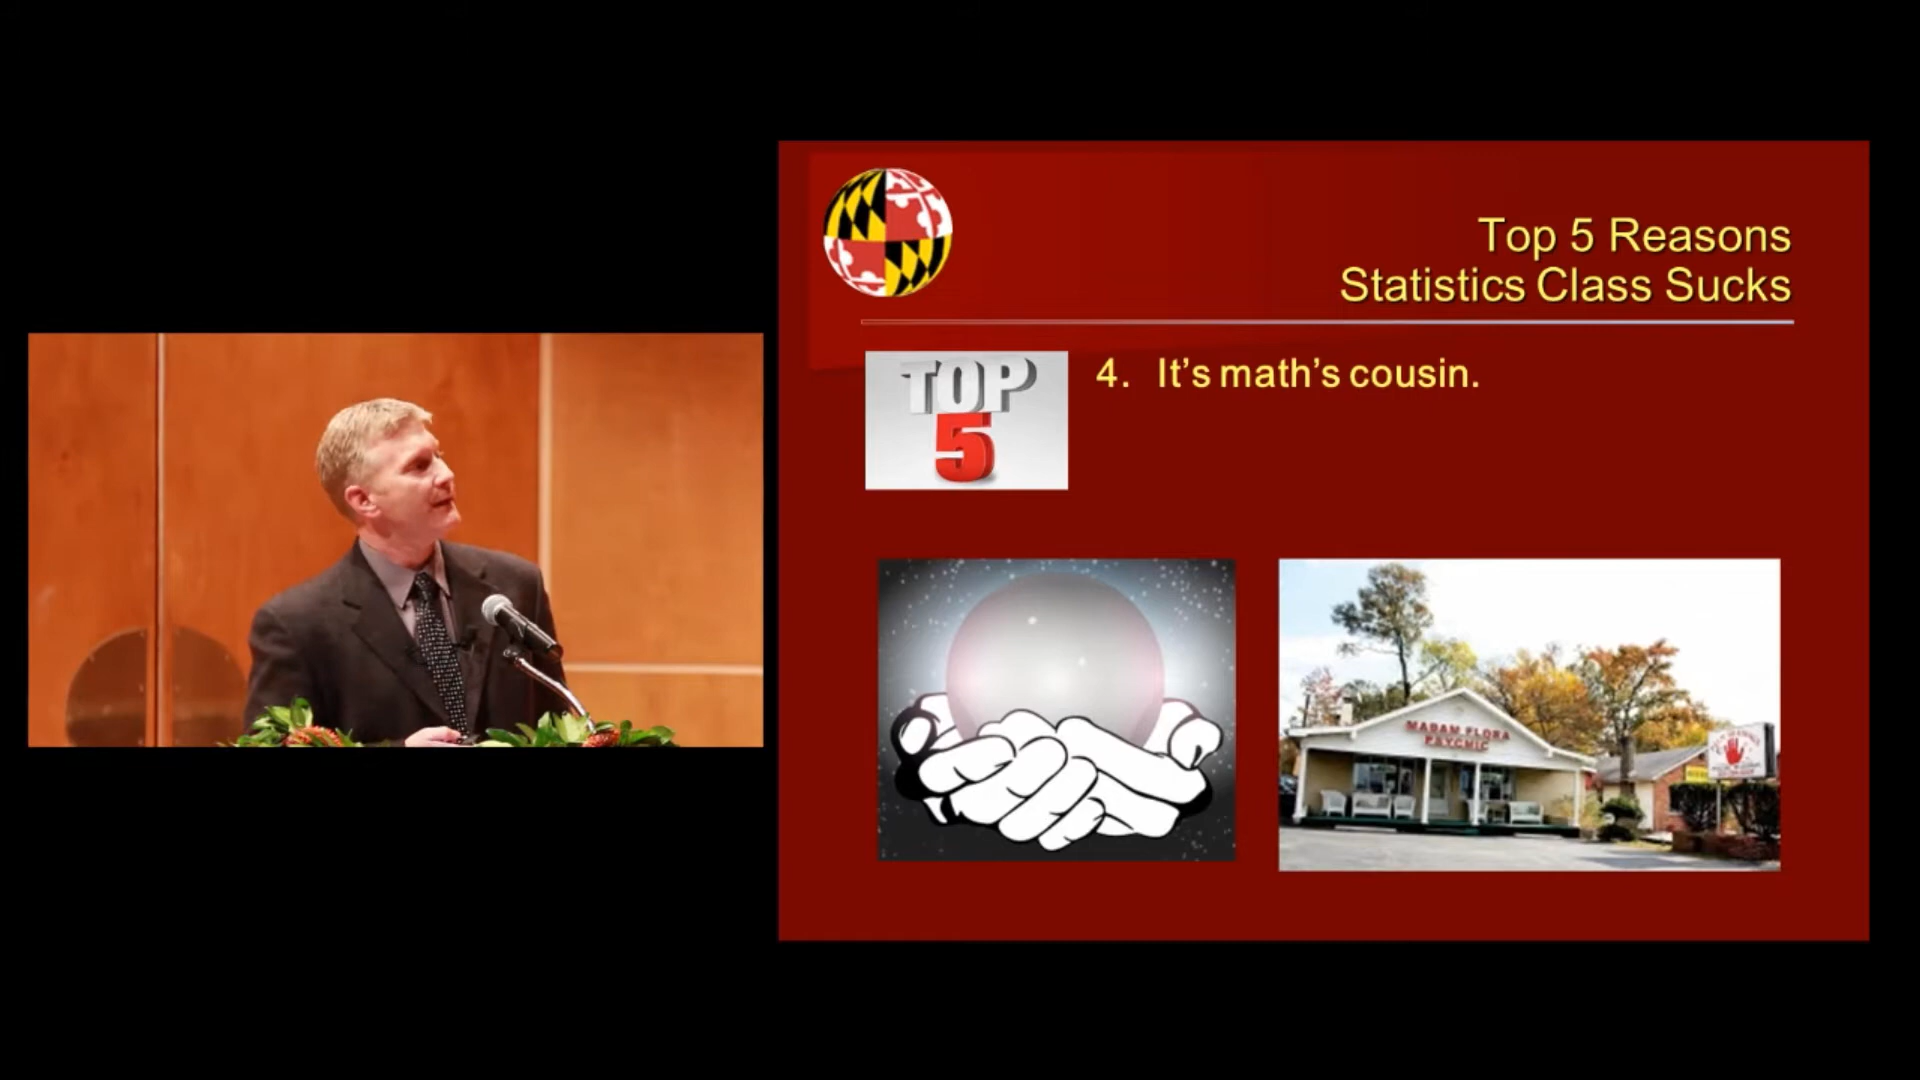 Top 5 Reasons
Statistics Class Sucks
TOP
5
4. It's math's cousin.
MADAM FLORA
PSYCHIC